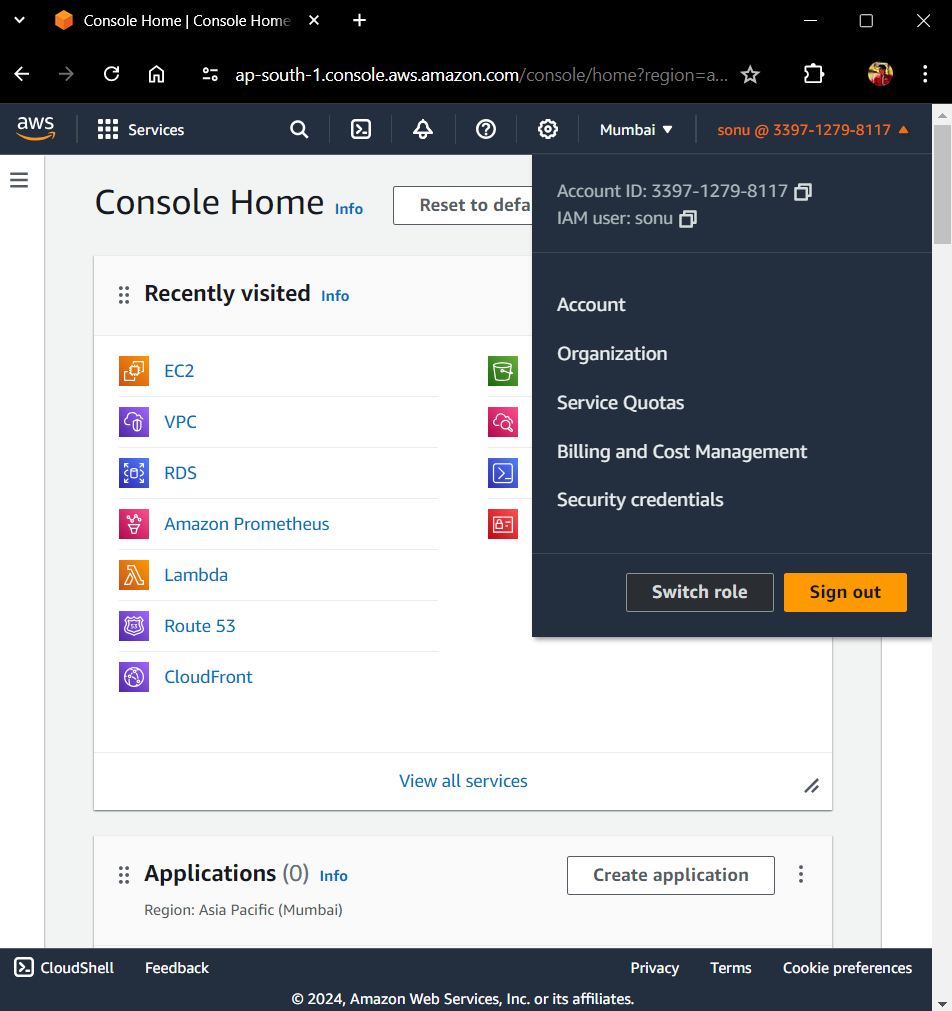 Console Home | Console Home
ap-south-1.console.aws.amazon.com/console/home?region=a...
aws
Services
Mumbai
sonu @ 3397-1279-8117
Account ID: 3397-1279-8117
IAM user: sonu
Console Home Info
Reset to defa
Recently visited Info
Account
Organization
Service Quotas
Billing and Cost Management
Security credentials
Switch role
Sign out
EC2
VPC
RDS
Amazon Prometheus
Lambda
Route 53
CloudFront
View all services
Applications (0) Info
Create application
Region: Asia Pacific (Mumbai)
CloudShell
Feedback
Privacy
Terms
Cookie preferences
© 2024, Amazon Web Services, Inc. or its affiliates.